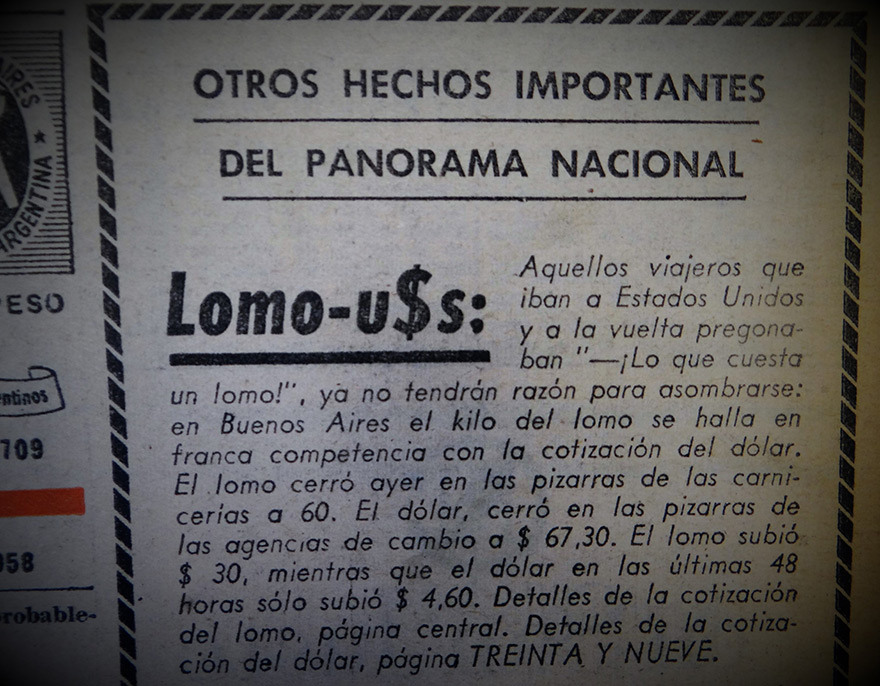 OTROS HECHOS IMPORTANTES
DEL PANORAMA NACIONAL
Lomo-u$s:
Aquellos viajeros que
iban a Estados Unidos
y a la vuelta pregona-
ban "—¡Lo que cuesta
un lomo!", ya no tendrán razón para asombrarse:
en Buenos Aires el kilo del lomo se halla en
franca competencia con la cotización del dólar.
El lomo cerró ayer en las pizarras de las carni-
cerías a 60. El dólar, cerró en las pizarras de
las agencias de cambio a $ 67,30. El lomo subió
$ 30, mientras que el dólar en las últimas 48
horas sólo subió $ 4,60. Detalles de la cotización
del lomo, página central. Detalles de la cotiza-
ción del dólar, página TREINTA Y NUEVE.
AIRES ★
ARGENTINA
PESO
ntinos
709
958
robable-